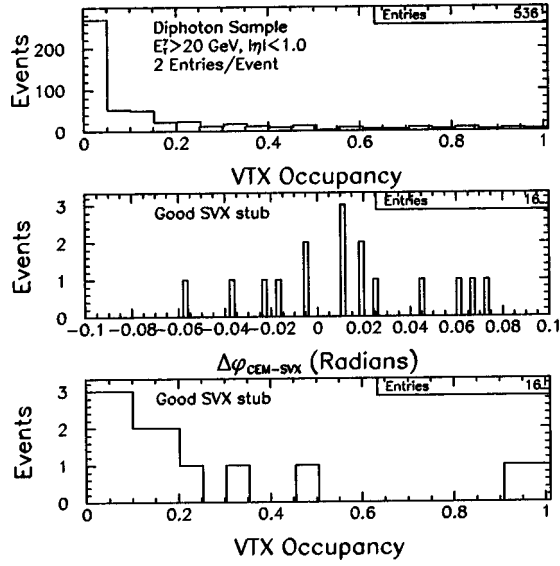 Diphoton Sample
E_T^γ>20 GeV, |η|<1.0
2 Entries/Event
Entries 536
Events
300
200
100
0
0 0.2 0.4 0.6 0.8 1
VTX Occupancy
Good SVX stub
Entries 16
Events
3
2
1
0
-0.1 -0.08 -0.06 -0.04 -0.02 0 0.02 0.04 0.06 0.08 0.1
Δφ_CEM-SVX (Radians)
Good SVX stub
Entries 16
Events
3
2
1
0
0 0.2 0.4 0.6 0.8 1
VTX Occupancy